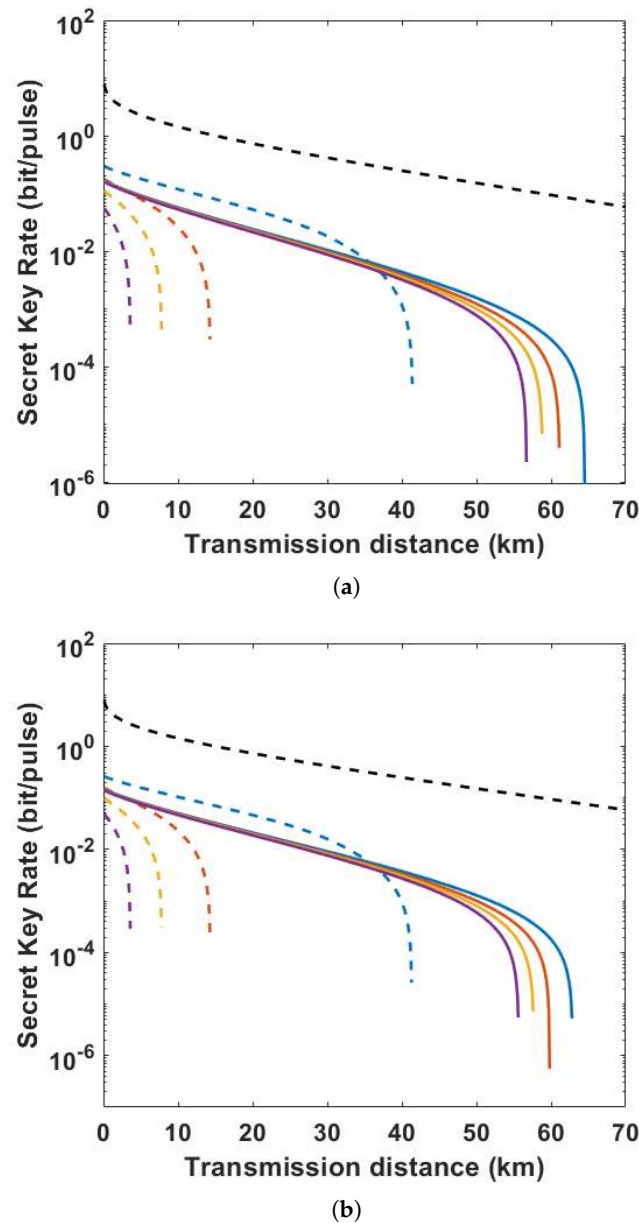 10^2
10^0
10^-2
10^-4
10^-6
Secret Key Rate (bit/pulse)
0 10 20 30 40 50 60 70
Transmission distance (km)
(a)
10^2
10^0
10^-2
10^-4
10^-6
Secret Key Rate (bit/pulse)
0 10 20 30 40 50 60 70
Transmission distance (km)
(b)